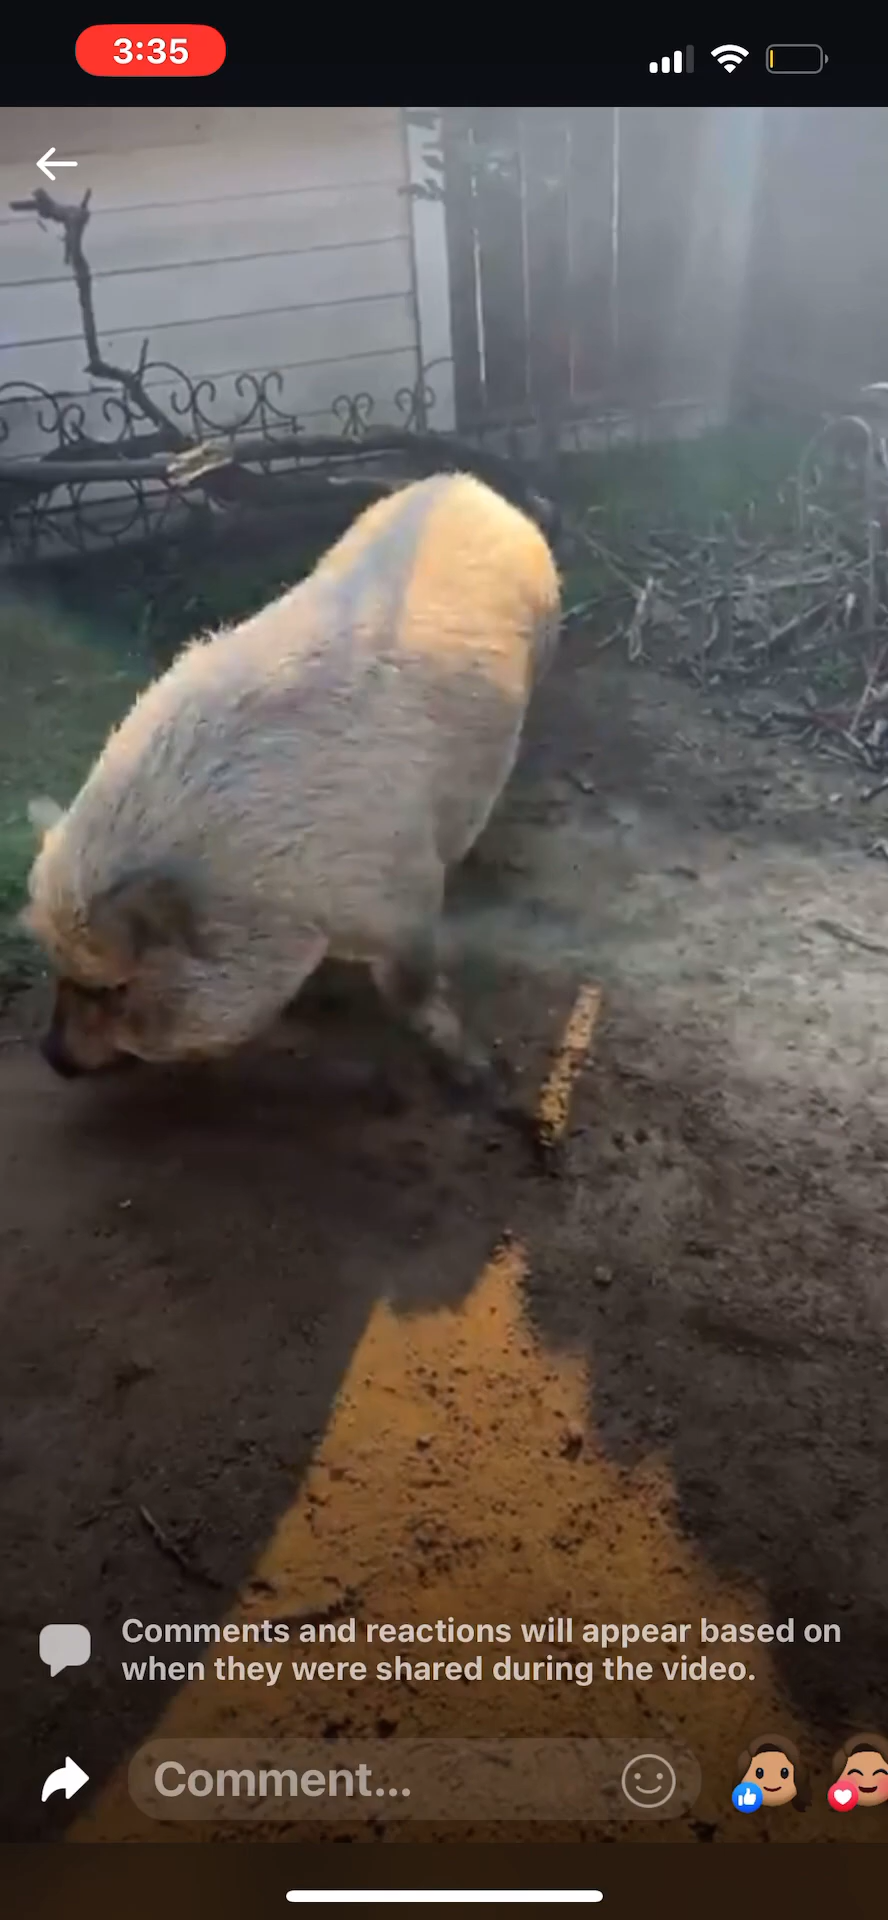 3:35
Comments and reactions will appear based on
when they were shared during the video.
Comment...